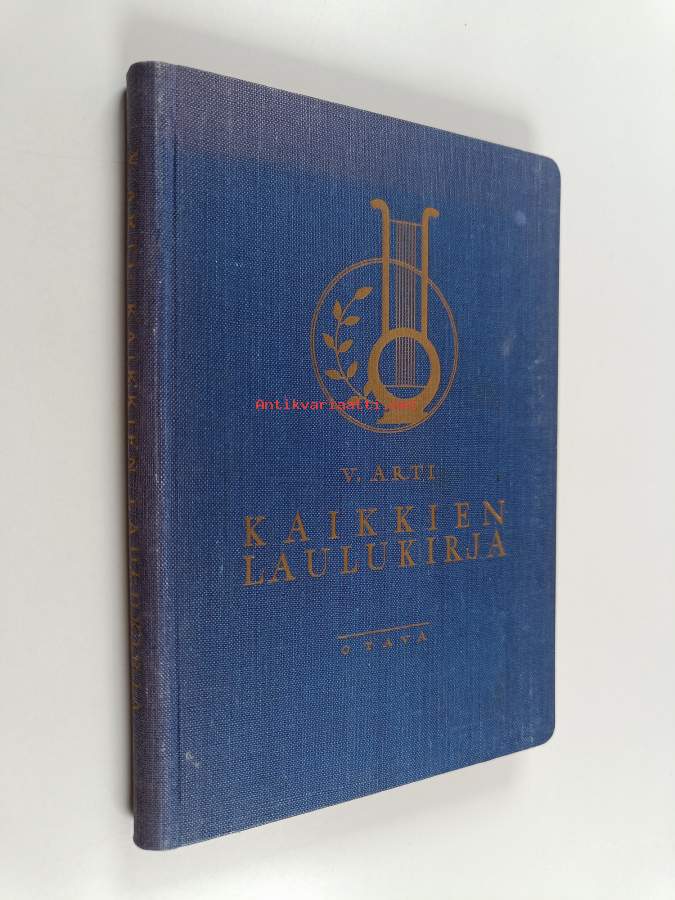 V. ARTI KAIKKIEN LAULUKIRJA
Antikvariaatti.net
V. ARTI
KAIKKIEN
LAULUKIRJA
OTAVA